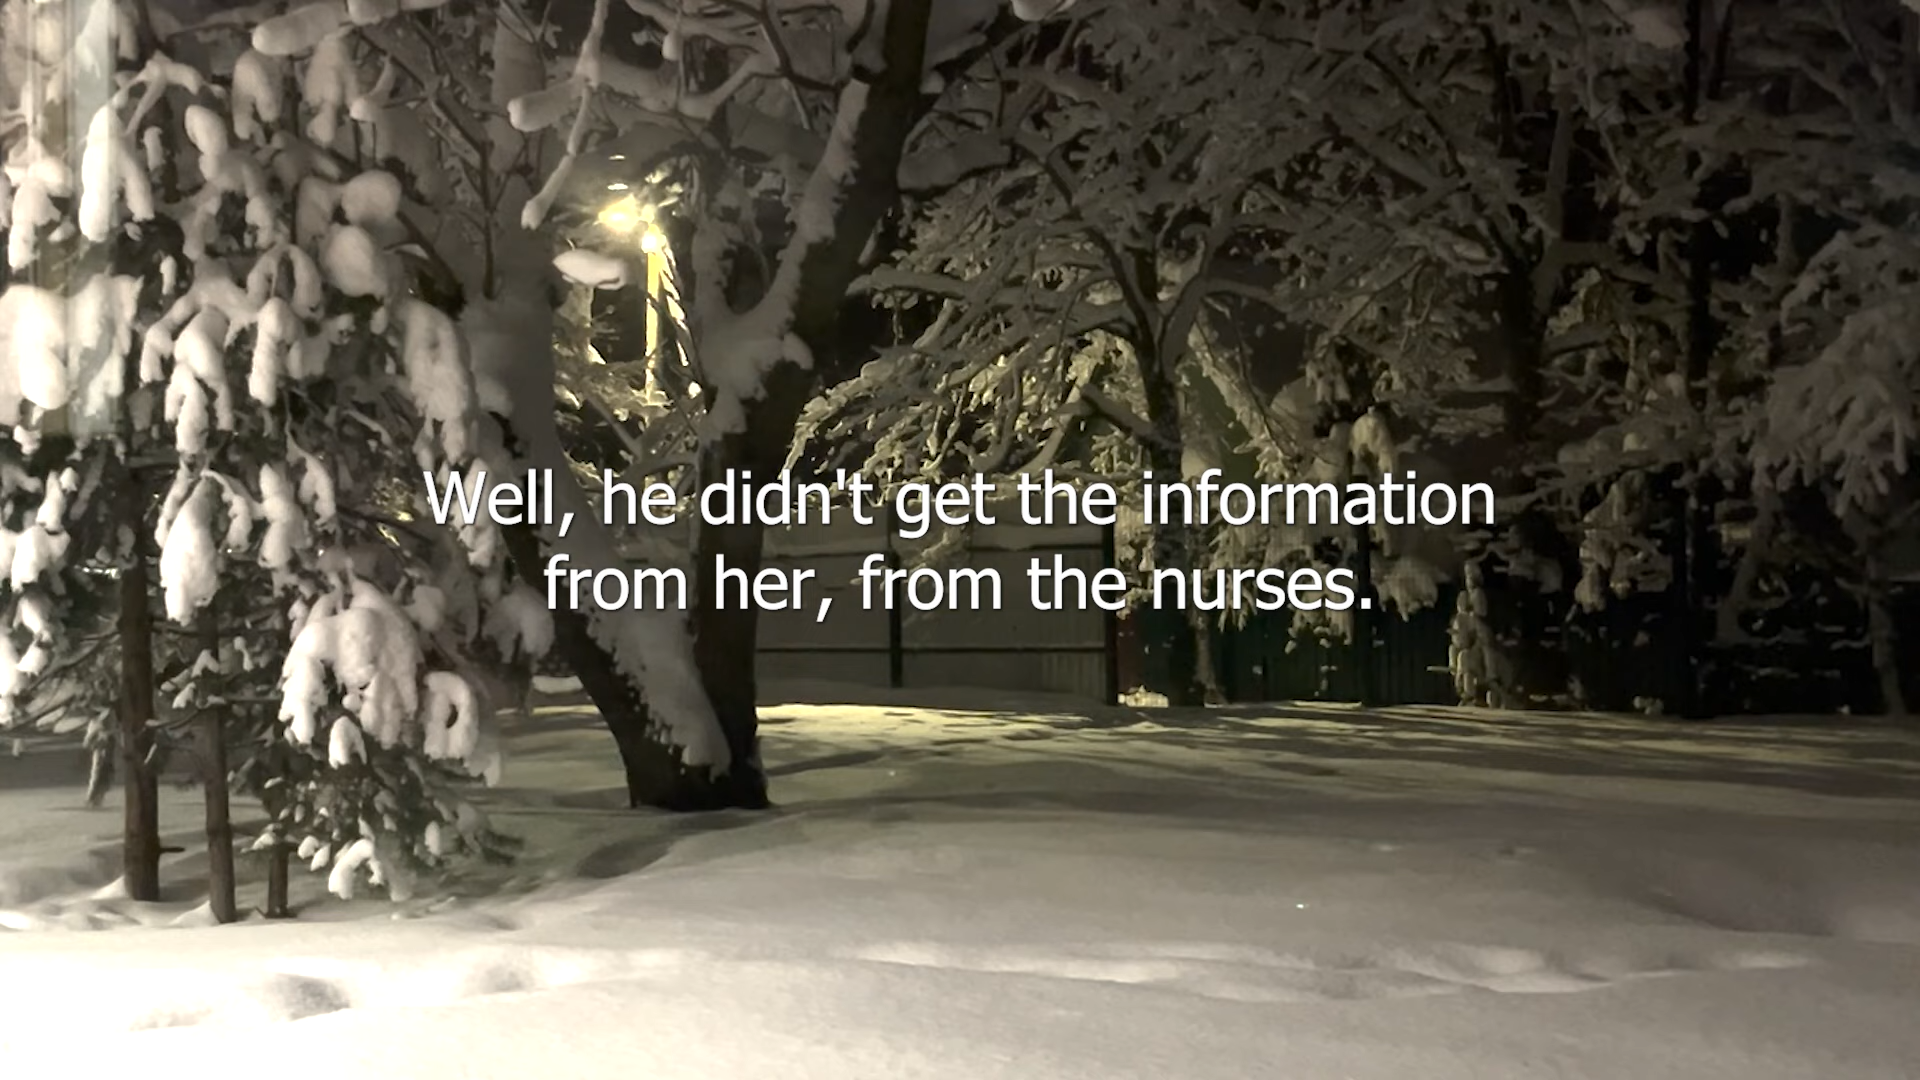 Well, he didn't get the information
from her, from the nurses.